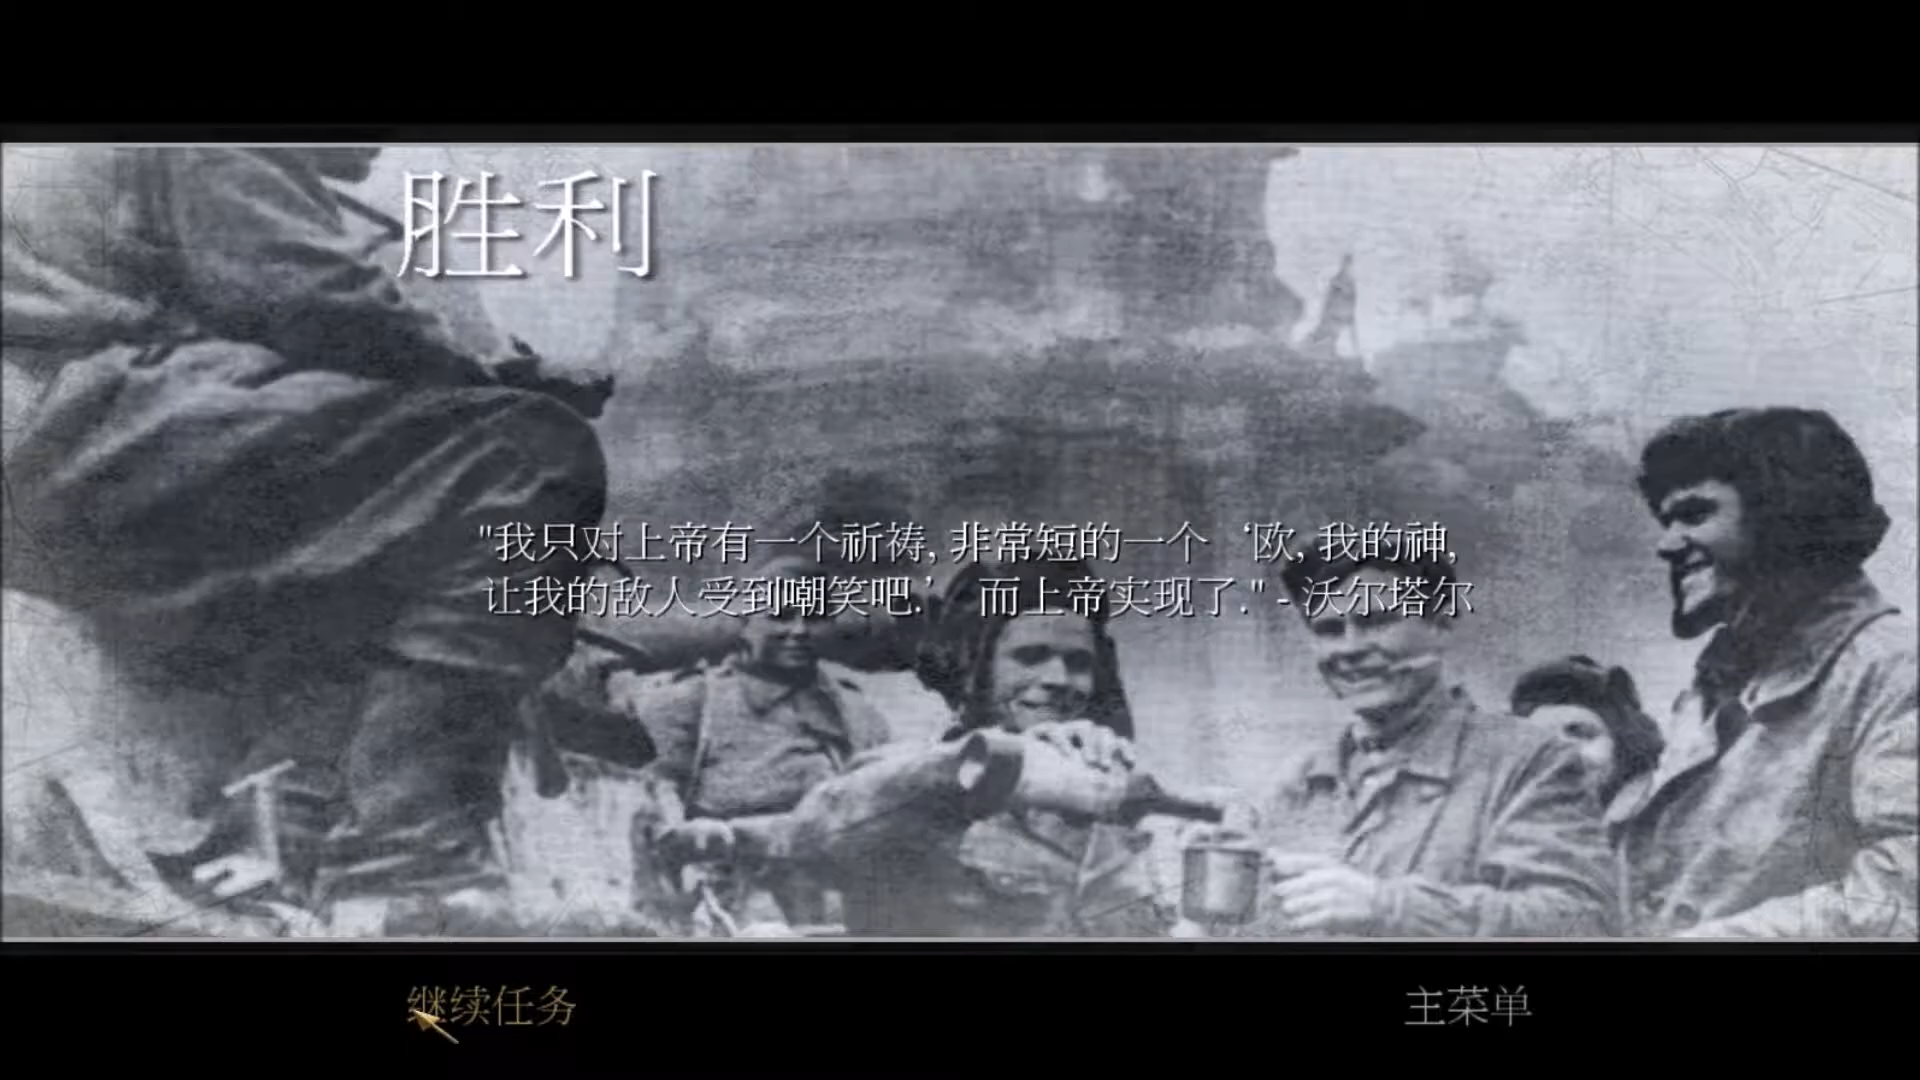 胜利
"我只对上帝有一个祈祷, 非常短的一个‘欧, 我的神,
让我的敌人受到嘲笑吧.’ 而上帝实现了." - 沃尔塔尔
继续任务
主菜单